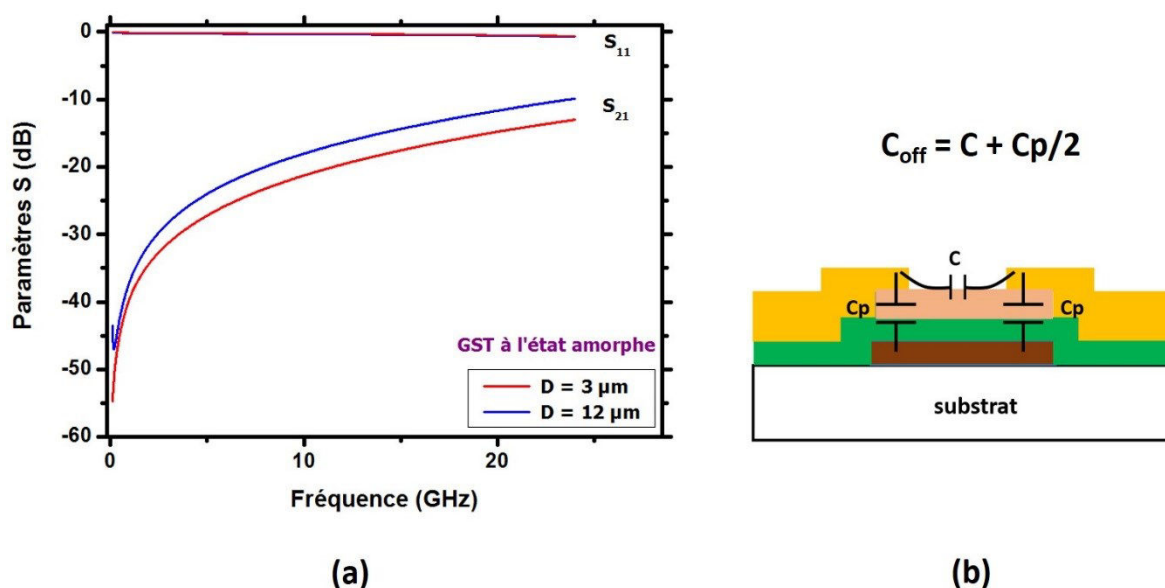 0
-10
-20
-30
-40
-50
-60
Paramètres S (dB)
S11
S21
GST à l'état amorphe
D = 3 µm
D = 12 µm
0
10
20
Fréquence (GHz)
(a)
Coff = C + Cp/2
C
Cp
Cp
substrat
(b)